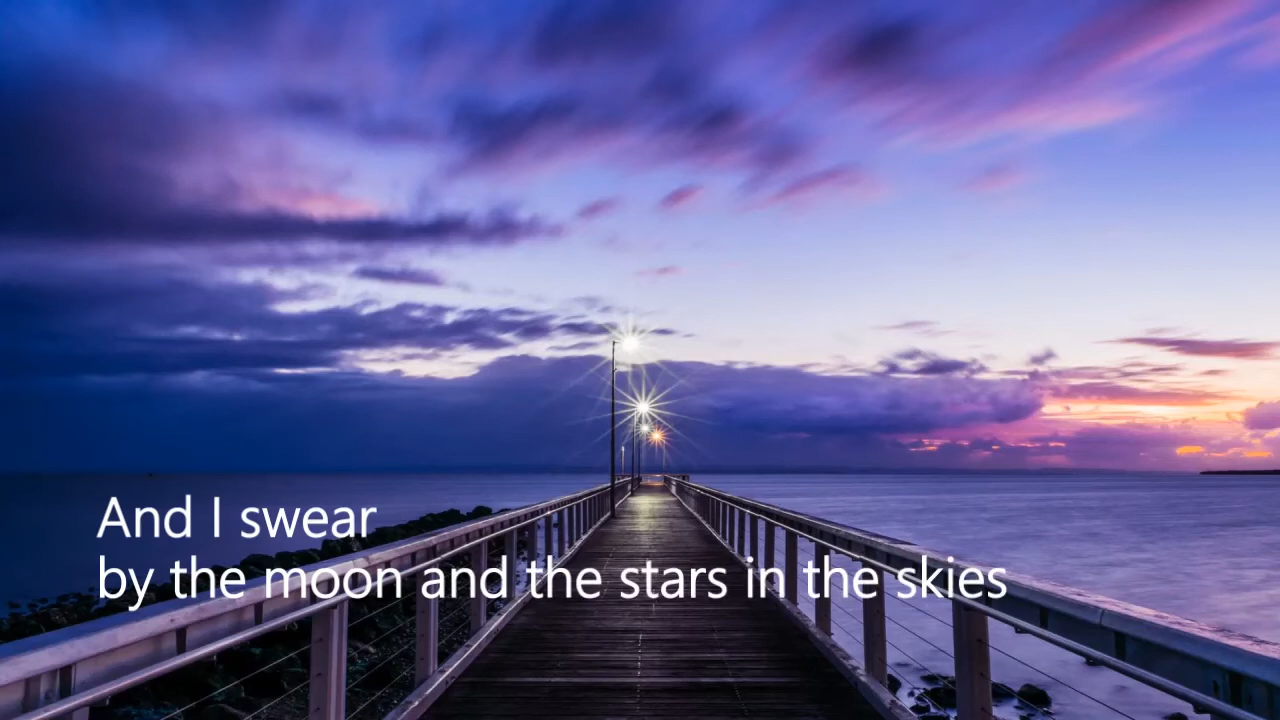 And I swear
by the moon and the stars in the skies